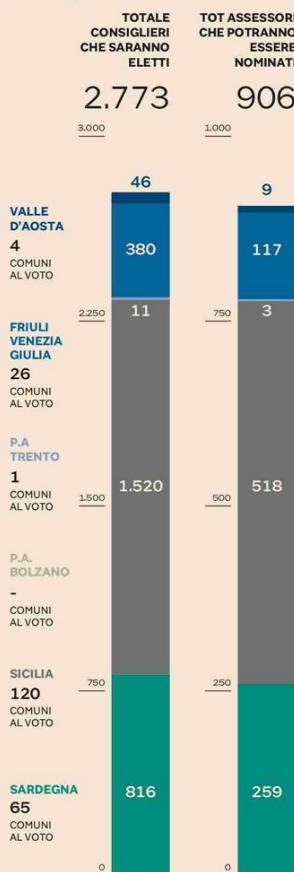 TOTALE
CONSIGLIERI
CHE SARANNO
ELETTI
2.773
TOT ASSESSORI
CHE POTRANNO
ESSERE
NOMINATI
906
3.000
1.000
46
9
VALLE
D'AOSTA
4
COMUNI
AL VOTO
380
117
2.250
11
750
3
FRIULI
VENEZIA
GIULIA
26
COMUNI
AL VOTO
P.A
TRENTO
1
COMUNI
AL VOTO
1.500
1.520
500
518
P.A.
BOLZANO
-
COMUNI
AL VOTO
SICILIA
120
COMUNI
AL VOTO
750
250
SARDEGNA
65
COMUNI
AL VOTO
816
259
0
0